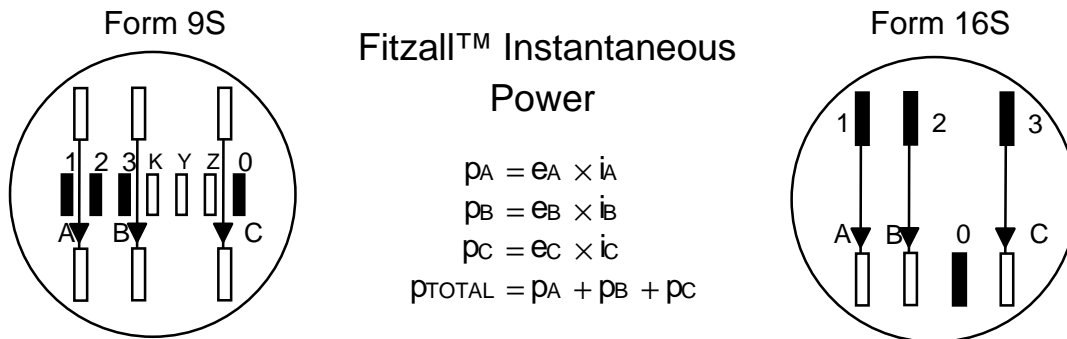 Form 9S
1 2 3 K Y Z 0
A B C
Fitzall™ Instantaneous
Power
pA = eA × iA
pB = eB × iB
pC = eC × iC
pTOTAL = pA + pB + pC
Form 16S
1 2 3
A B 0 C